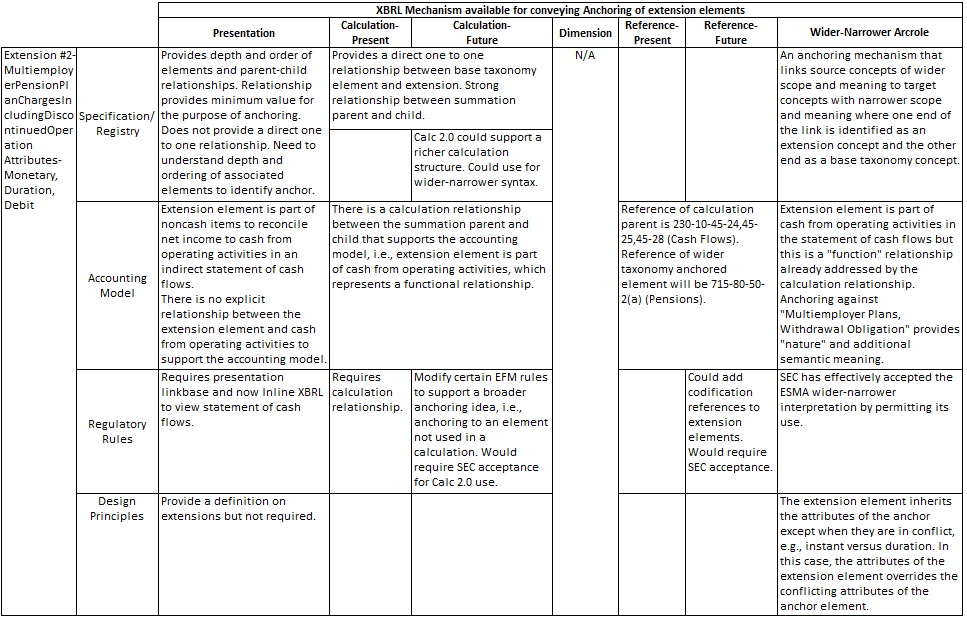 XBRL Mechanism available for conveying Anchoring of extension elements
Presentation
Calculation-
Present
Calculation-
Future
Dimension
Reference-
Present
Reference-
Future
Wider-Narrower Arcrole
Extension #2-
Multiemploy
erPensionPl
anChargesIn
cludingDisco
ntinuedOper
ation
Attributes-
Monetary,
Duration,
Debit
Specification/
Registry
Provides depth and order of
elements and parent-child
relationships. Relationship
provides minimum value for
the purpose of anchoring.
Does not provide a direct one
to one relationship. Need to
understand depth and
ordering of associated
elements to identify anchor.
Provides a direct one to one
relationship between base taxonomy
element and extension. Strong
relationship between summation
parent and child.
Calc 2.0 could support a
richer calculation
structure. Could use for
wider-narrower syntax.
N/A
An anchoring mechanism that
links source concepts of wider
scope and meaning to target
concepts with narrower scope
and meaning where one end of
the link is identified as an
extension concept and the other
end as a base taxonomy concept.
Accounting
Model
Extension element is part of
noncash items to reconcile
net income to cash from
operating activities in an
indirect statement of cash
flows.
There is no explicit
relationship between the
extension element and cash
from operating activities to
support the accounting model.
There is a calculation relationship
between the summation parent and
child that supports the accounting
model, i.e., extension element is part
of cash from operating activities, which
represents a functional relationship.
Reference of calculation
parent is 230-10-45-24,45-
25,45-28 (Cash Flows).
Reference of wider
taxonomy anchored
element will be 715-80-50-
2(a) (Pensions).
Extension element is part of
cash from operating activities in
the statement of cash flows but
this is a "function" relationship
already addressed by the
calculation relationship.
Anchoring against
"Multiemployer Plans,
Withdrawal Obligation" provides
"nature" and additional
semantic meaning.
Regulatory
Rules
Requires presentation
linkbase and now Inline XBRL
to view statement of cash
flows.
Requires
calculation
relationship.
Modify certain EFM rules
to support a broader
anchoring idea, i.e.,
anchoring to an element
not used in a
calculation. Would
require SEC acceptance
for Calc 2.0 use.
Could add
codification
references to
extension
elements.
Would require
SEC acceptance.
SEC has effectively accepted the
ESMA wider-narrower
interpretation by permitting its
use.
Design
Principles
Provide a definition on
extensions but not required.
The extension element inherits
the attributes of the anchor
except when they are in conflict,
e.g., instant versus duration. In
this case, the attributes of the
extension element overrides the
conflicting attributes of the
anchor element.